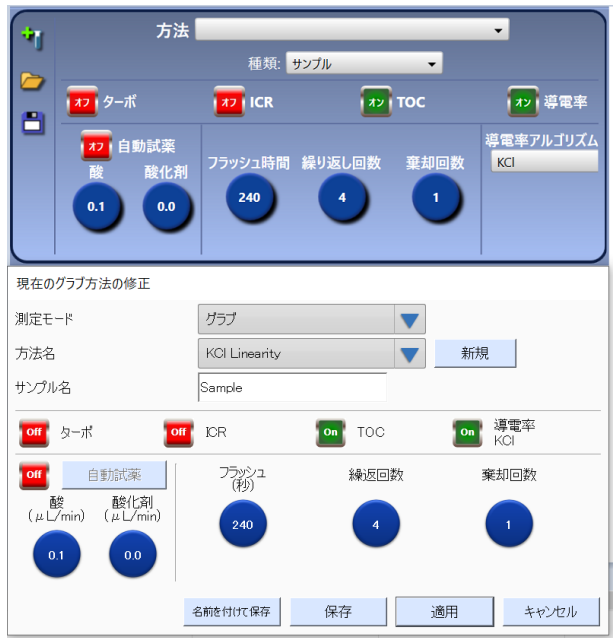 方法
種類: サンプル
オフ ターボ オフ ICR オン TOC オン 導電率
オフ 自動試薬
酸 酸化剤
0.1 0.0
フラッシュ時間 繰り返し回数 棄却回数
240 4 1
導電率アルゴリズム
KCl
現在のグラブ方法の修正
測定モード グラブ
方法名 KCl Linearity 新規
サンプル名 Sample
Off ターボ Off ICR On TOC On 導電率
KCl
Off 自動試薬
酸 酸化剤
(μL/min) (μL/min)
0.1 0.0
フラッシュ 繰返回数 棄却回数
(秒)
240 4 1
名前を付けて保存 保存 適用 キャンセル